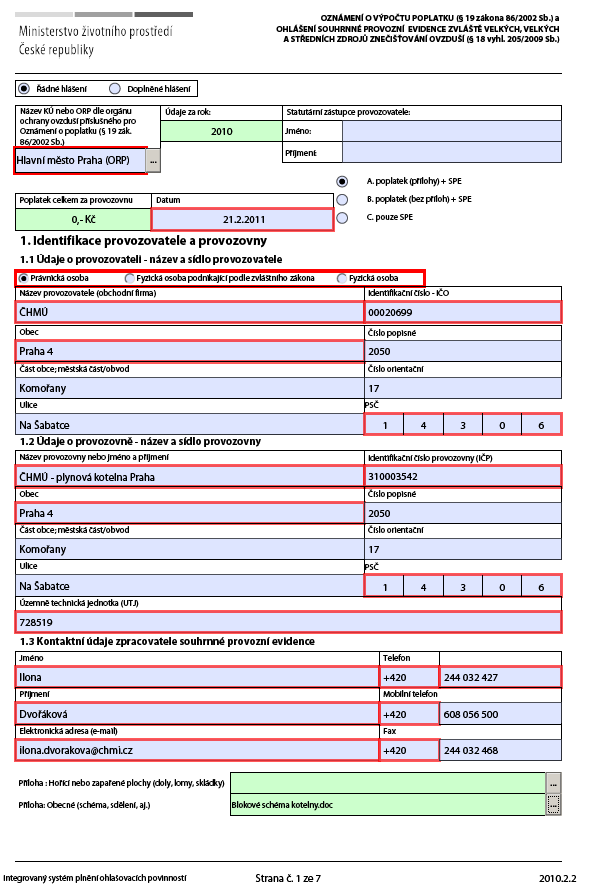 Ministerstvo životního prostředí
České republiky
OZNÁMENÍ O VÝPOČTU POPLATKU (§ 19 zákona 86/2002 Sb.) a
OHLÁŠENÍ SOUHRNNÉ PROVOZNÍ EVIDENCE ZVLÁŠTĚ VELKÝCH, VELKÝCH
A STŘEDNÍCH ZDROJŮ ZNEČIŠŤOVÁNÍ OVZDUŠÍ (§ 18 vyhl. 205/2009 Sb.)
Řádné hlášení Doplněné hlášení
Název KÚ nebo ORP dle orgánu
ochrany ovzduší příslušného pro
Oznámení o poplatku (§ 19 zák.
86/2002 Sb.)
Hlavní město Praha (ORP) ...
Údaje za rok:
2010
Statutární zástupce provozovatele:
Jméno:
Příjmení:
A. poplatek (přílohy) + SPE
B. poplatek (bez příloh) + SPE
C. pouze SPE
Poplatek celkem za provozovnu Datum
0,- Kč 21.2.2011
1. Identifikace provozovatele a provozovny
1.1 Údaje o provozovateli - název a sídlo provozovatele
Právnická osoba Fyzická osoba podnikající podle zvláštního zákona Fyzická osoba
Název provozovatele (obchodní firma) Identifikační číslo - IČO
ČHMÚ 00020699
Obec Číslo popisné
Praha 4 2050
Část obce; městská část/obvod Číslo orientační
Komořany 17
Ulice PSČ
Na Šabatce 1 4 3 0 6
1.2 Údaje o provozovně - název a sídlo provozovny
Název provozovny nebo jméno a příjmení Identifikační číslo provozovny (IČP)
ČHMÚ - plynová kotelna Praha 310003542
Obec Číslo popisné
Praha 4 2050
Část obce; městská část/obvod Číslo orientační
Komořany 17
Ulice PSČ
Na Šabatce 1 4 3 0 6
Územně technická jednotka (UTJ)
728519
1.3 Kontaktní údaje zpracovatele souhrnné provozní evidence
Jméno Telefon
Ilona +420 244 032 427
Příjmení Mobilní telefon
Dvořáková +420 608 056 500
Elektronická adresa (e-mail) Fax
ilona.dvorakova@chmi.cz +420 244 032 468
Příloha : Hořící nebo zapařené plochy (doly, lomy, skládky) ...
Příloha: Obecné (schéma, sdělení, aj.) Blokové schéma kotelny.doc ...
Integrovaný systém plnění ohlašovacích povinností Strana č. 1 ze 7 2010.2.2